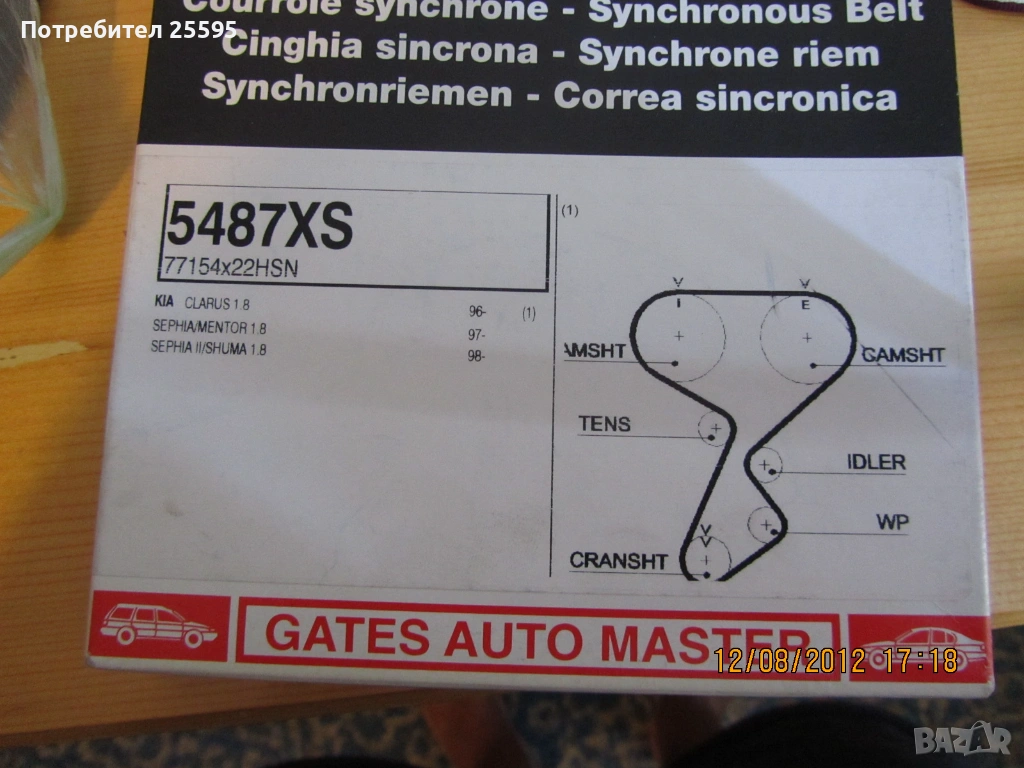 Потребител 25595
Courroie synchrone - Synchronous Belt
Cinghia sincrona - Synchrone riem
Synchronriemen - Correa sincronica
5487XS
77154x22HSN
KIA CLARUS 1.8 96- (1)
SEPHIA/MENTOR 1.8 97-
SEPHIA II/SHUMA 1.8 98-
(1)
I
E
AMSHT
CAMSHT
TENS
IDLER
WP
CRANSHT
GATES AUTO MASTER
12/08/2012 17:18
BAZAR